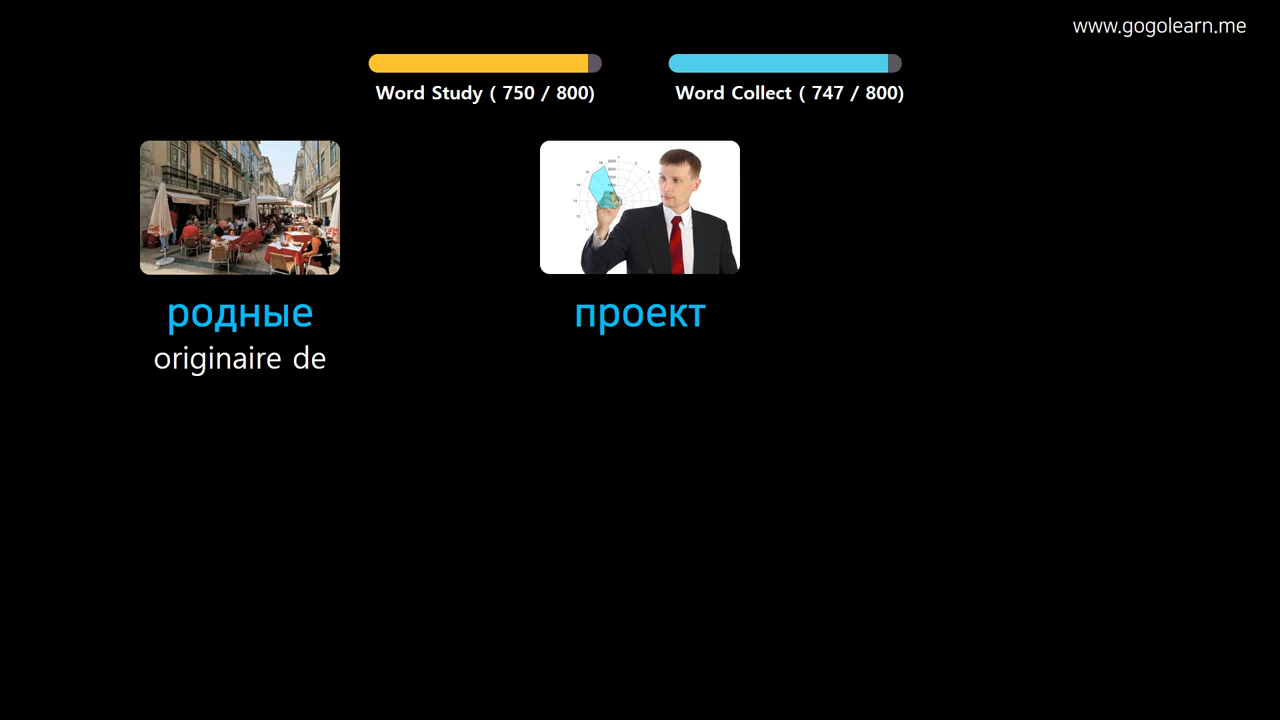 www.gogolearn.me
Word Study ( 750 / 800)
Word Collect ( 747 / 800)
родные
originaire de
проект